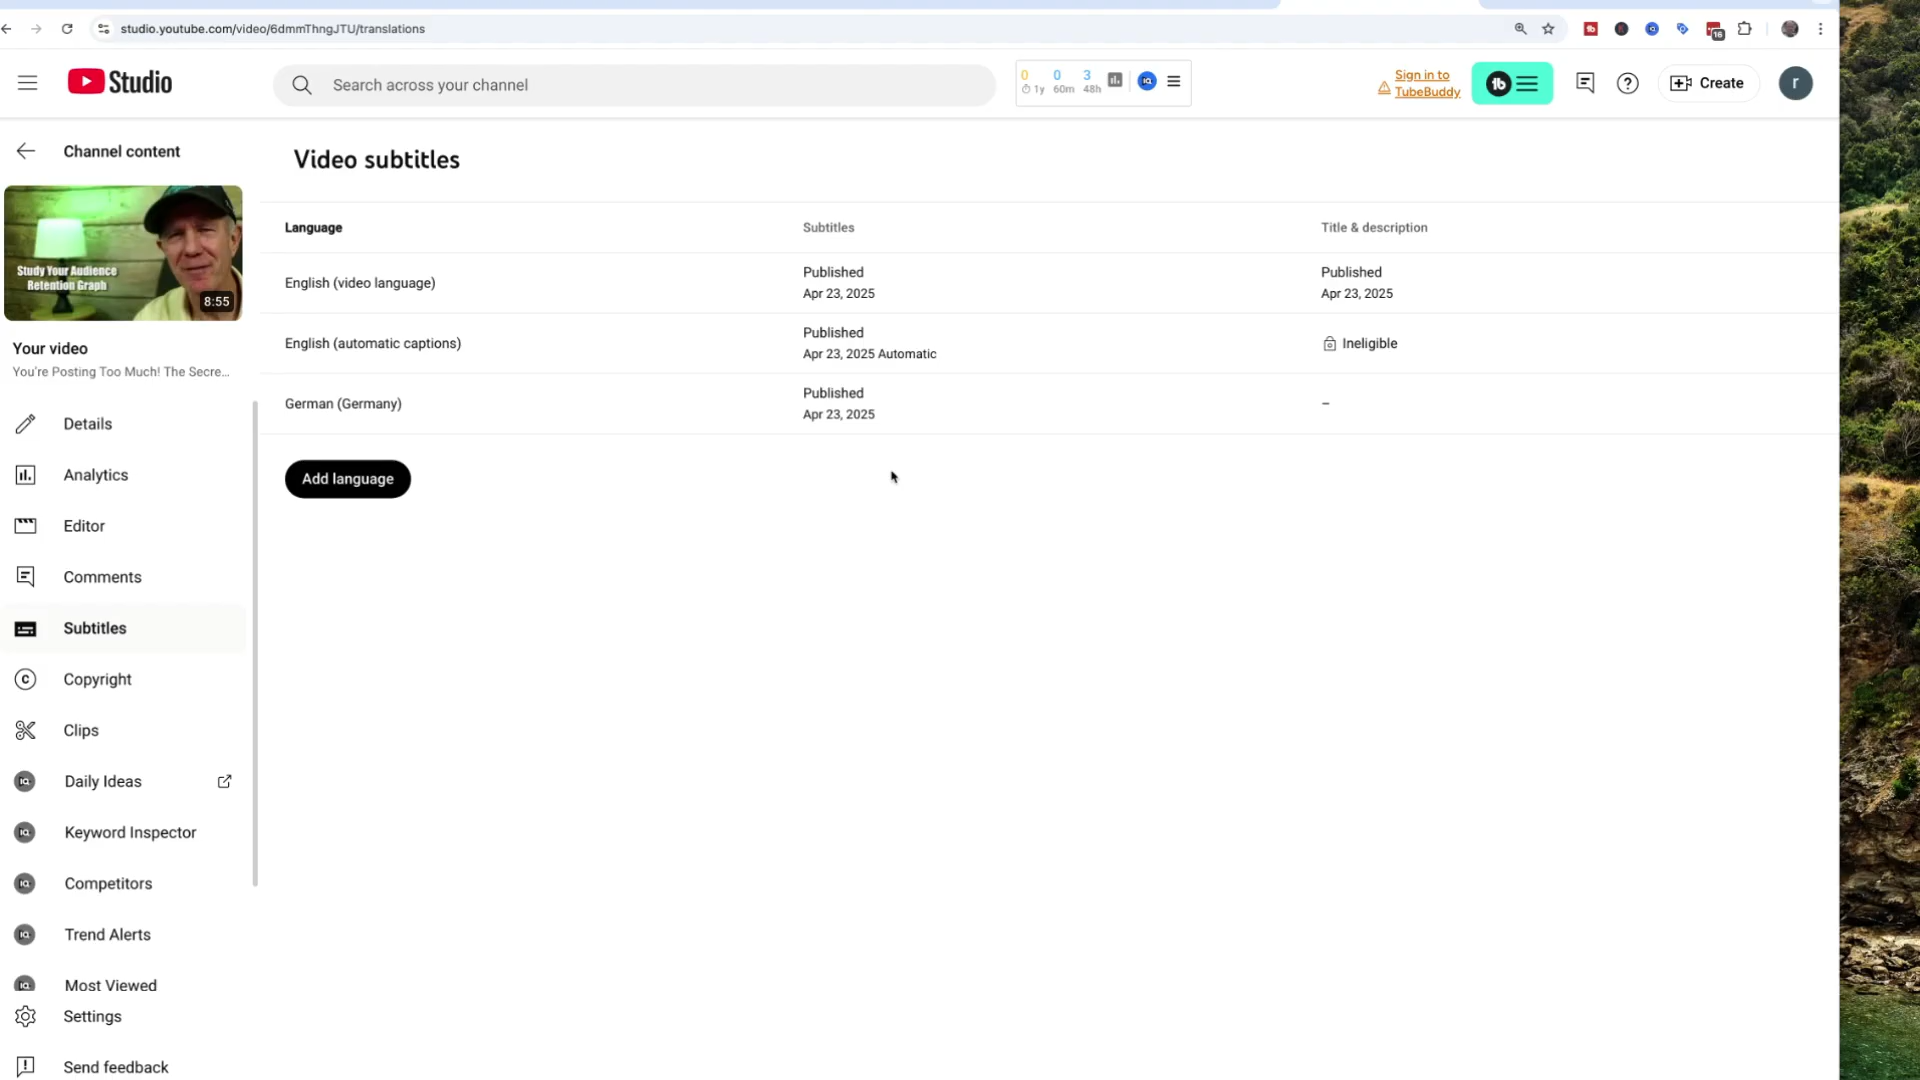 studio.youtube.com/video/6dmmThngJTU/translations
16
Studio
Search across your channel
0 0 3
1y 60m 48h
Sign in to
TubeBuddy
Create
r
Channel content
Study Your Audience
Retention Graph
8:55
Your video
You're Posting Too Much! The Secre...
Details
Analytics
Editor
Comments
Subtitles
Copyright
Clips
Daily Ideas
Keyword Inspector
Competitors
Trend Alerts
Most Viewed
Settings
Send feedback
Video subtitles
Language Subtitles Title & description
English (video language)
Published
Apr 23, 2025
Published
Apr 23, 2025
English (automatic captions)
Published
Apr 23, 2025 Automatic
Ineligible
German (Germany)
Published
Apr 23, 2025
–
Add language